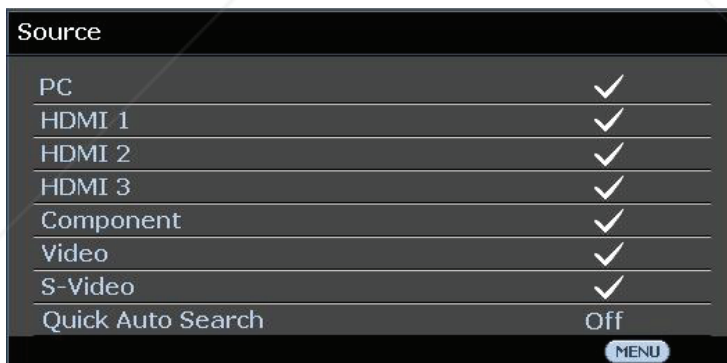 Source
PC
HDMI 1
HDMI 2
HDMI 3
Component
Video
S-Video
Quick Auto Search Off
MENU